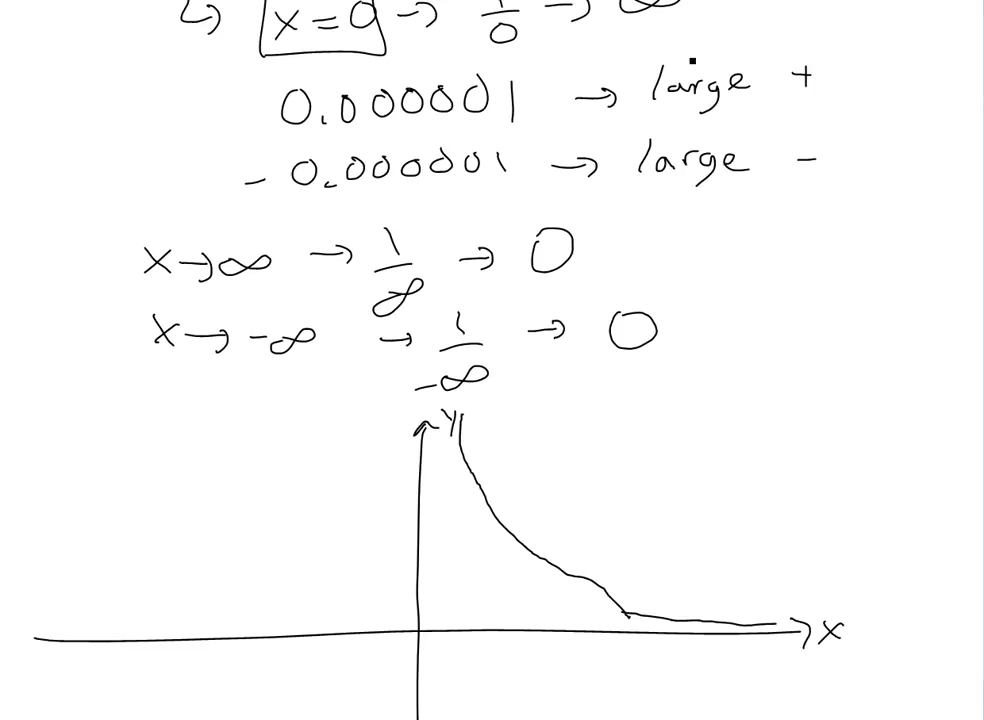 ↳ x = 0 → 1/0 → ∞
0.000001 → large +
- 0.000001 → large -
x → ∞ → 1/∞ → 0
x → -∞ → 1/-∞ → 0
y
x